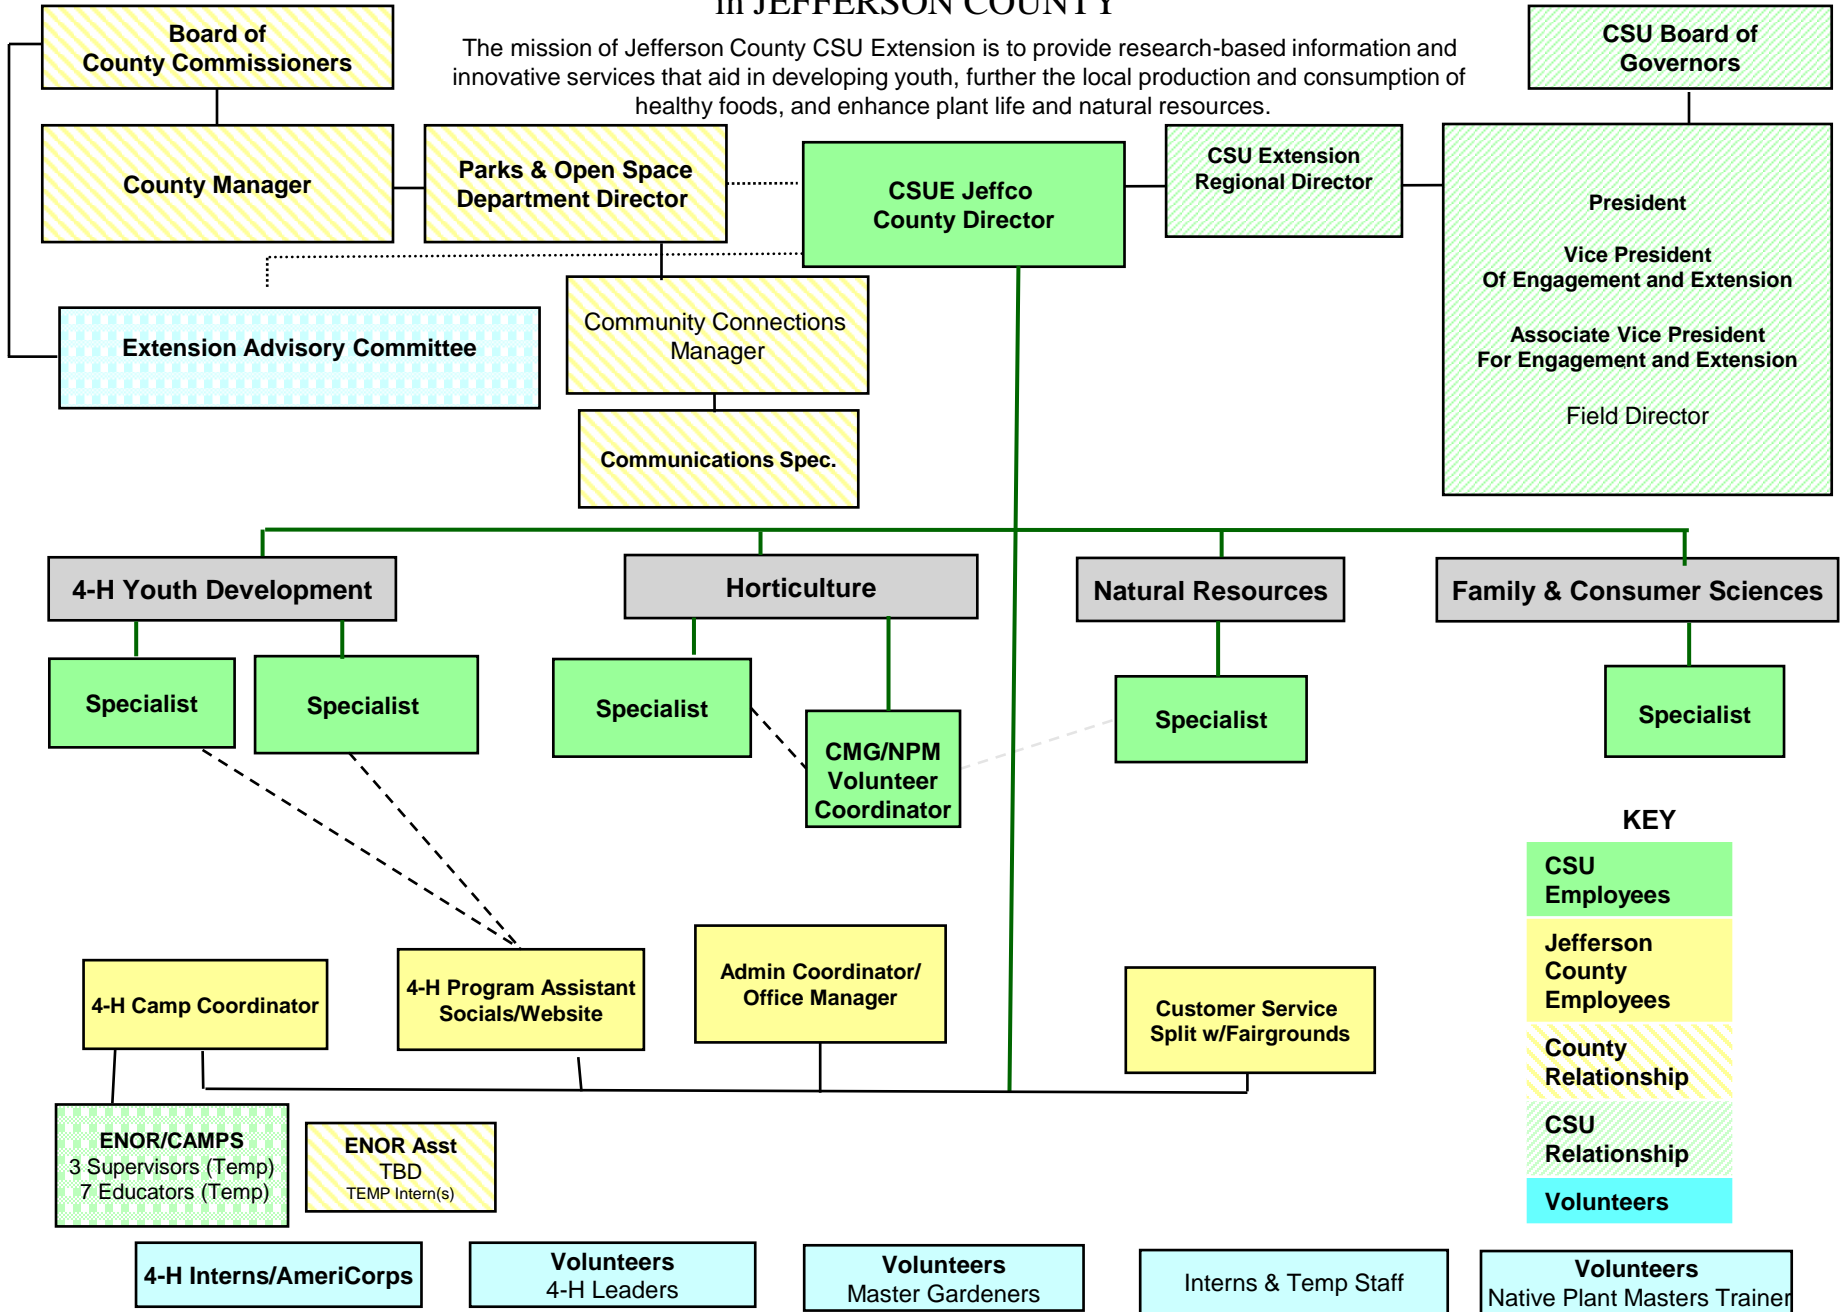 in JEFFERSON COUNTY
The mission of Jefferson County CSU Extension is to provide research-based information and
innovative services that aid in developing youth, further the local production and consumption of
healthy foods, and enhance plant life and natural resources.
Board of
County Commissioners
CSU Board of
Governors
County Manager
Parks & Open Space
Department Director
CSUE Jeffco
County Director
CSU Extension
Regional Director
President
Vice President
Of Engagement and Extension
Associate Vice President
For Engagement and Extension
Field Director
Extension Advisory Committee
Community Connections
Manager
Communications Spec.
4-H Youth Development
Horticulture
Natural Resources
Family & Consumer Sciences
Specialist
Specialist
Specialist
CMG/NPM
Volunteer
Coordinator
Specialist
Specialist
4-H Camp Coordinator
4-H Program Assistant
Socials/Website
Admin Coordinator/
Office Manager
Customer Service
Split w/Fairgrounds
KEY
CSU
Employees
Jefferson
County
Employees
County
Relationship
CSU
Relationship
Volunteers
ENOR/CAMPS
3 Supervisors (Temp)
7 Educators (Temp)
ENOR Asst
TBD
TEMP Intern(s)
4-H Interns/AmeriCorps
Volunteers
4-H Leaders
Volunteers
Master Gardeners
Interns & Temp Staff
Volunteers
Native Plant Masters Trainer